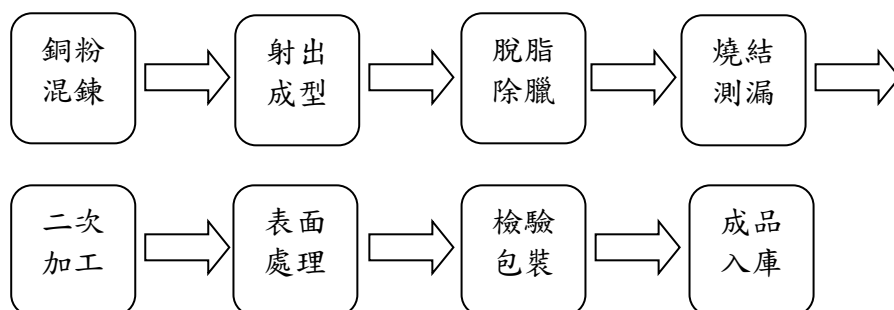 銅粉
混鍊
射出
成型
脫脂
除臘
燒結
測漏
二次
加工
表面
處理
檢驗
包裝
成品
入庫